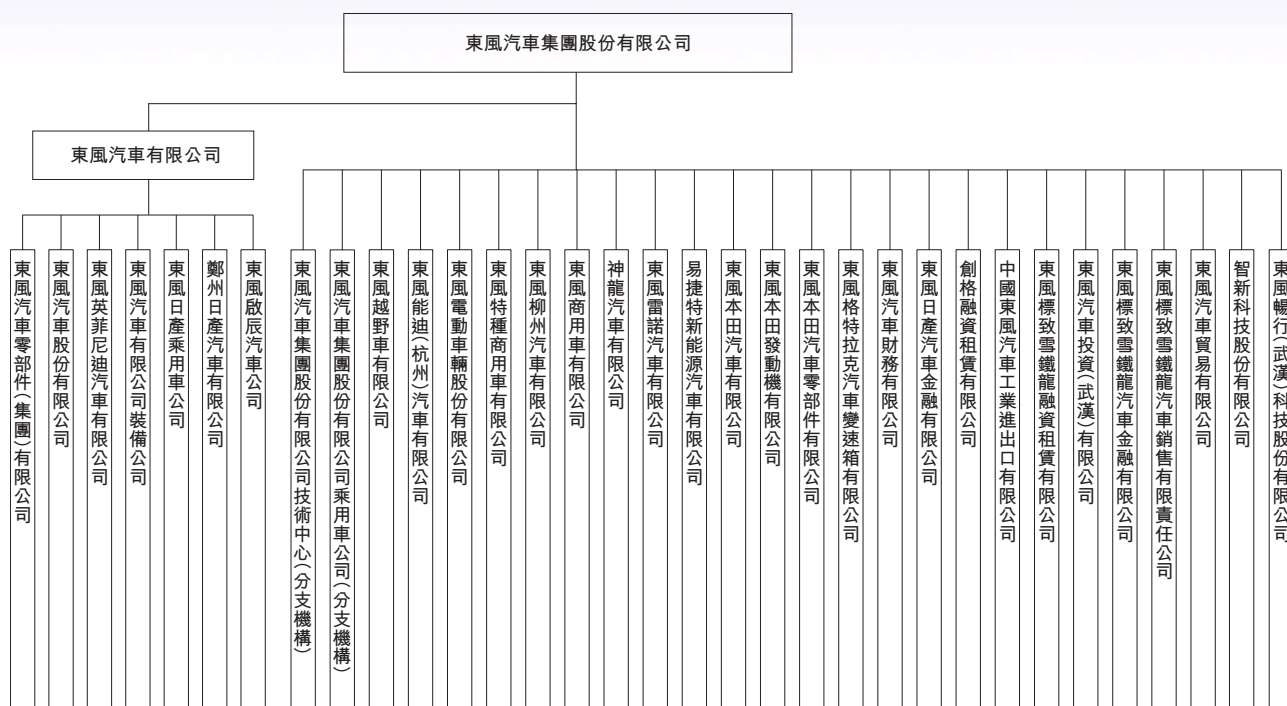 東風汽車集團股份有限公司
東風汽車有限公司
東風汽車零部件(集團)有限公司
東風汽車股份有限公司
東風英菲尼迪汽車有限公司
東風汽車有限公司裝備公司
東風日產乘用車公司
鄭州日產汽車有限公司
東風啟辰汽車公司
東風汽車集團股份有限公司技術中心(分支機構)
東風汽車集團股份有限公司乘用車公司(分支機構)
東風越野車有限公司
東風能迪(杭州)汽車有限公司
東風電動車輛股份有限公司
東風特種商用車有限公司
東風柳州汽車有限公司
東風商用車有限公司
神龍汽車有限公司
東風雷諾汽車有限公司
易捷特新能源汽車有限公司
東風本田汽車有限公司
東風本田發動機有限公司
東風本田汽車零部件有限公司
東風格特拉克汽車變速箱有限公司
東風汽車財務有限公司
東風日產汽車金融有限公司
創格融資租賃有限公司
中國東風汽車工業進出口有限公司
東風標致雪鐵龍融資租賃有限公司
東風汽車投資(武漢)有限公司
東風標致雪鐵龍汽車金融有限公司
東風標致雪鐵龍汽車銷售有限責任公司
東風汽車貿易有限公司
智新科技股份有限公司
東風暢行(武漢)科技股份有限公司